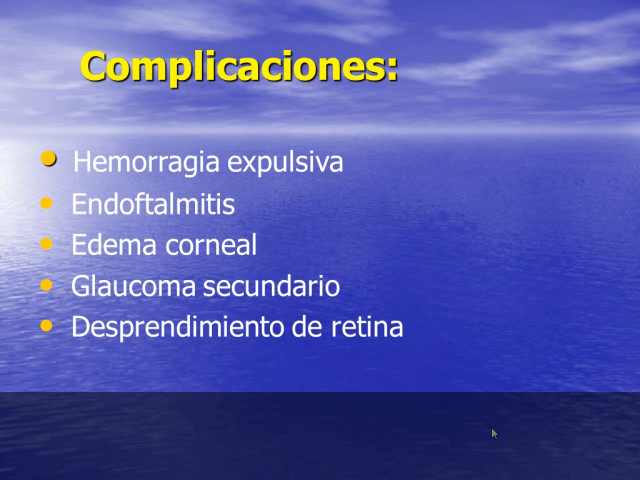 Complicaciones:
• Hemorragia expulsiva
• Endoftalmitis
• Edema corneal
• Glaucoma secundario
• Desprendimiento de retina